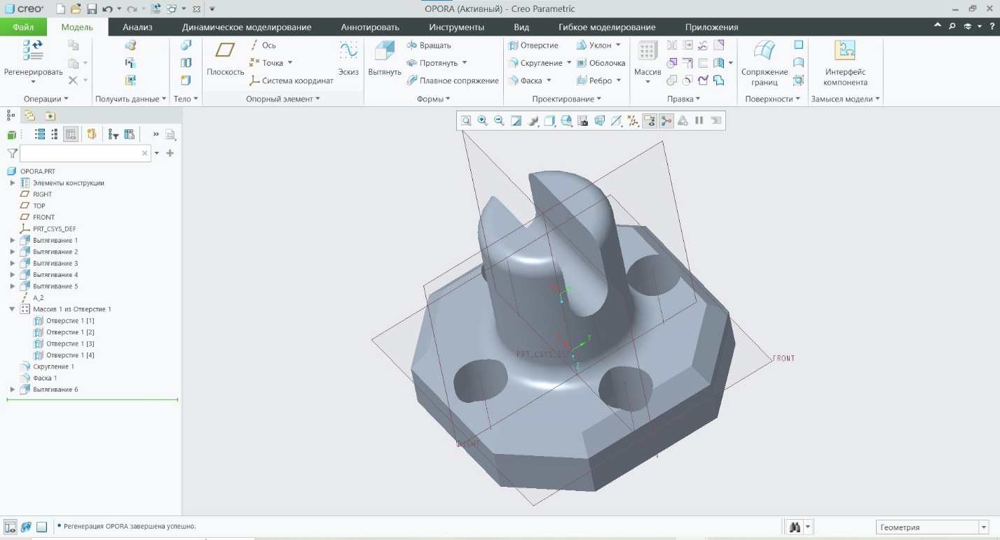 creo
OPORA (Активный) - Creo Parametric
Файл Модель Анализ Динамическое моделирование Аннотировать Инструменты Вид Гибкое моделирование Приложения
Регенерировать
Операции
Получить данные
Тело
Плоскость
Ось
Точка
Система координат
Эскиз
Опорный элемент
Вытянуть
Вращать
Протянуть
Плавное сопряжение
Формы
Отверстие
Скругление
Фаска
Уклон
Оболочка
Ребро
Проектирование
Массив
Правка
Сопряжение
границ
Поверхности
Интерфейс
компонента
Замысел модели
OPORA.PRT
Элементы конструкции
RIGHT
TOP
FRONT
PRT_CSYS_DEF
Вытягивание 1
Вытягивание 2
Вытягивание 3
Вытягивание 4
Вытягивание 5
A_2
Массив 1 из Отверстие 1
Отверстие 1 [1]
Отверстие 1 [2]
Отверстие 1 [3]
Отверстие 1 [4]
Скругление 1
Фаска 1
Вытягивание 6
PRT_CSYS_DEF
Y
Z
FRONT
RIGHT
Регенерация OPORA завершена успешно.
Геометрия